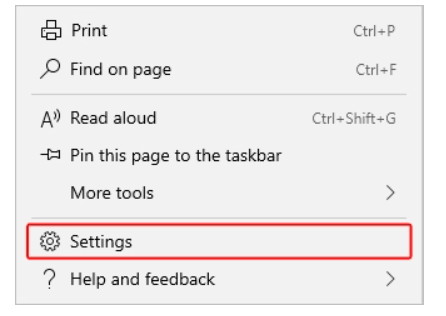 Print Ctrl+P
Find on page Ctrl+F
Read aloud Ctrl+Shift+G
Pin this page to the taskbar
More tools
Settings
Help and feedback